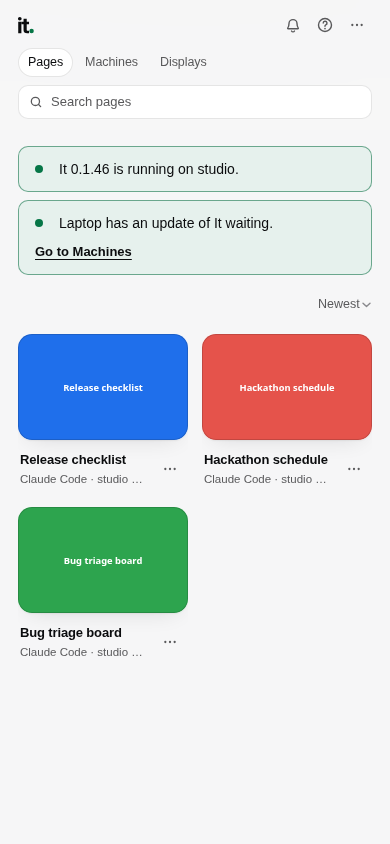 it.
Pages Machines Displays
Search pages
It 0.1.46 is running on studio.
Laptop has an update of It waiting.
Go to Machines
Newest
Release checklist
Hackathon schedule
Release checklist
Claude Code · studio …
Hackathon schedule
Claude Code · studio …
Bug triage board
Bug triage board
Claude Code · studio …